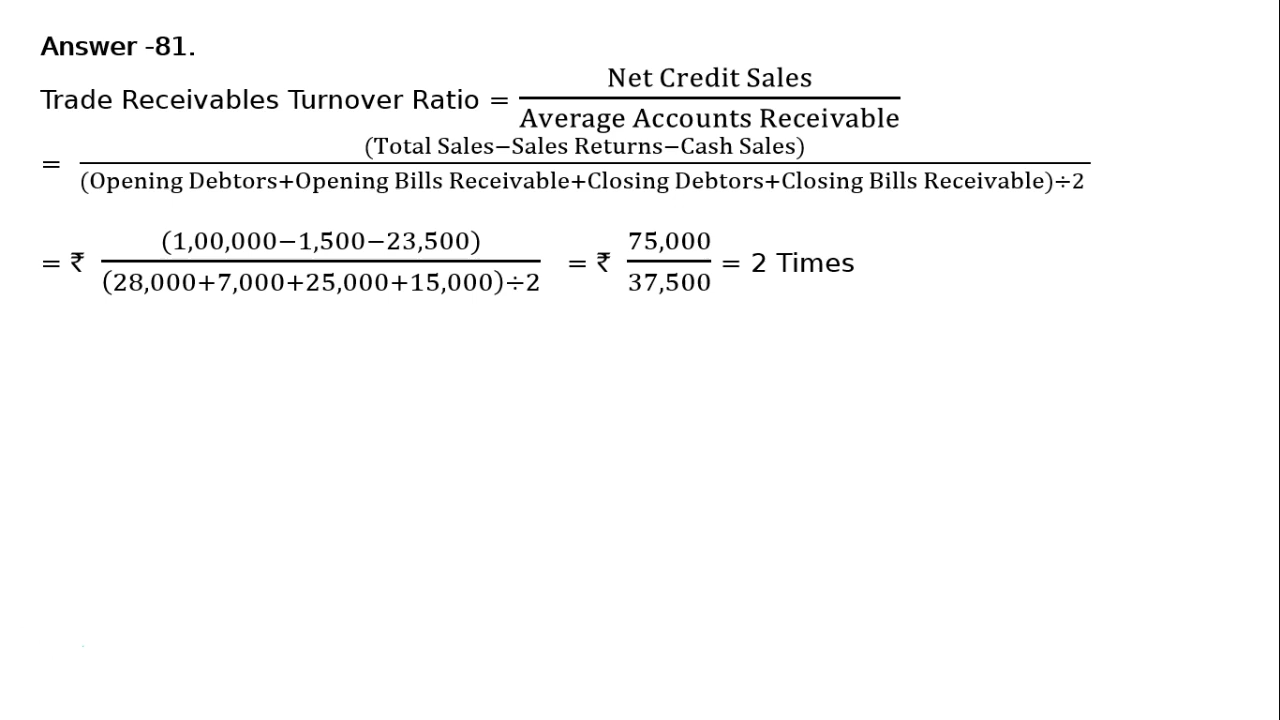 Answer -81.
Trade Receivables Turnover Ratio = Net Credit Sales / Average Accounts Receivable
= (Total Sales−Sales Returns−Cash Sales) / (Opening Debtors+Opening Bills Receivable+Closing Debtors+Closing Bills Receivable)÷2
= ₹ (1,00,000−1,500−23,500) / (28,000+7,000+25,000+15,000)÷2 = ₹ 75,000 / 37,500 = 2 Times